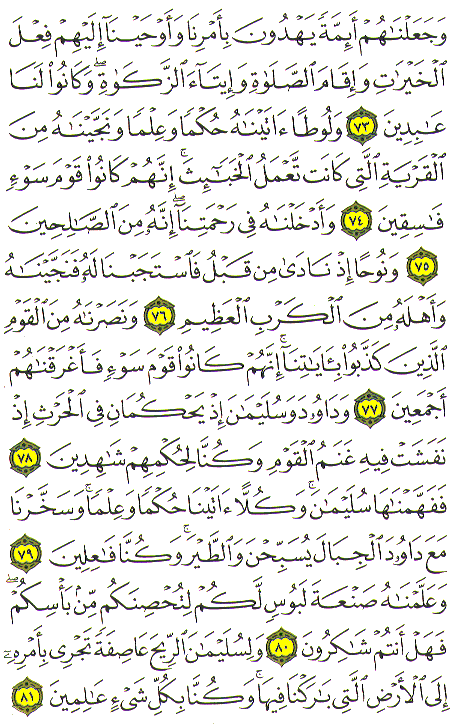 وَجَعَلْنَٰهُمْ أَئِمَّةً يَهْدُونَ بِأَمْرِنَا وَأَوْحَيْنَآ إِلَيْهِمْ فِعْلَ
ٱلْخَيْرَٰتِ وَإِقَامَ ٱلصَّلَوٰةِ وَإِيتَآءَ ٱلزَّكَوٰةِ ۖ وَكَانُوا۟ لَنَا
عَٰبِدِينَ ٧٣ وَلُوطًا ءَاتَيْنَٰهُ حُكْمًا وَعِلْمًا وَنَجَّيْنَٰهُ مِنَ
ٱلْقَرْيَةِ ٱلَّتِى كَانَت تَّعْمَلُ ٱلْخَبَٰٓئِثَ ۗ إِنَّهُمْ كَانُوا۟ قَوْمَ سَوْءٍ
فَٰسِقِينَ ٧٤ وَأَدْخَلْنَٰهُ فِى رَحْمَتِنَآ ۖ إِنَّهُۥ مِنَ ٱلصَّٰلِحِينَ
٧٥ وَنُوحًا إِذْ نَادَىٰ مِن قَبْلُ فَٱسْتَجَبْنَا لَهُۥ فَنَجَّيْنَٰهُ
وَأَهْلَهُۥ مِنَ ٱلْكَرْبِ ٱلْعَظِيمِ ٧٦ وَنَصَرْنَٰهُ مِنَ ٱلْقَوْمِ
ٱلَّذِينَ كَذَّبُوا۟ بِـَٔايَٰتِنَآ ۚ إِنَّهُمْ كَانُوا۟ قَوْمَ سَوْءٍ فَأَغْرَقْنَٰهُمْ
أَجْمَعِينَ ٧٧ وَدَاوُۥدَ وَسُلَيْمَٰنَ إِذْ يَحْكُمَانِ فِى ٱلْحَرْثِ إِذْ
نَفَشَتْ فِيهِ غَنَمُ ٱلْقَوْمِ وَكُنَّا لِحُكْمِهِمْ شَٰهِدِينَ ٧٨
فَفَهَّمْنَٰهَا سُلَيْمَٰنَ ۚ وَكُلًّا ءَاتَيْنَا حُكْمًا وَعِلْمًا ۚ وَسَخَّرْنَا
مَعَ دَاوُۥدَ ٱلْجِبَالَ يُسَبِّحْنَ وَٱلطَّيْرَ ۚ وَكُنَّا فَٰعِلِينَ ٧٩
وَعَلَّمْنَٰهُ صَنْعَةَ لَبُوسٍ لَّكُمْ لِتُحْصِنَكُم مِّنۢ بَأْسِكُمْ ۖ
فَهَلْ أَنتُمْ شَٰكِرُونَ ٨٠ وَلِسُلَيْمَٰنَ ٱلرِّيحَ عَاصِفَةً تَجْرِى بِأَمْرِهِۦٓ
إِلَى ٱلْأَرْضِ ٱلَّتِى بَٰرَكْنَا فِيهَا ۚ وَكُنَّا بِكُلِّ شَىْءٍ عَٰلِمِينَ ٨١